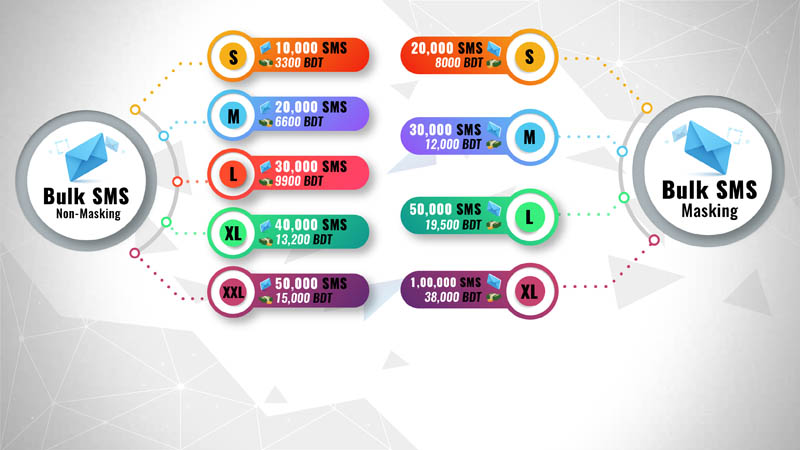 Bulk SMS
Non-Masking
S
10,000 SMS
3300 BDT
M
20,000 SMS
6600 BDT
L
30,000 SMS
9900 BDT
XL
40,000 SMS
13,200 BDT
XXL
50,000 SMS
15,000 BDT
20,000 SMS
8000 BDT
S
30,000 SMS
12,000 BDT
M
50,000 SMS
19,500 BDT
L
1,00,000 SMS
38,000 BDT
XL
Bulk SMS
Masking